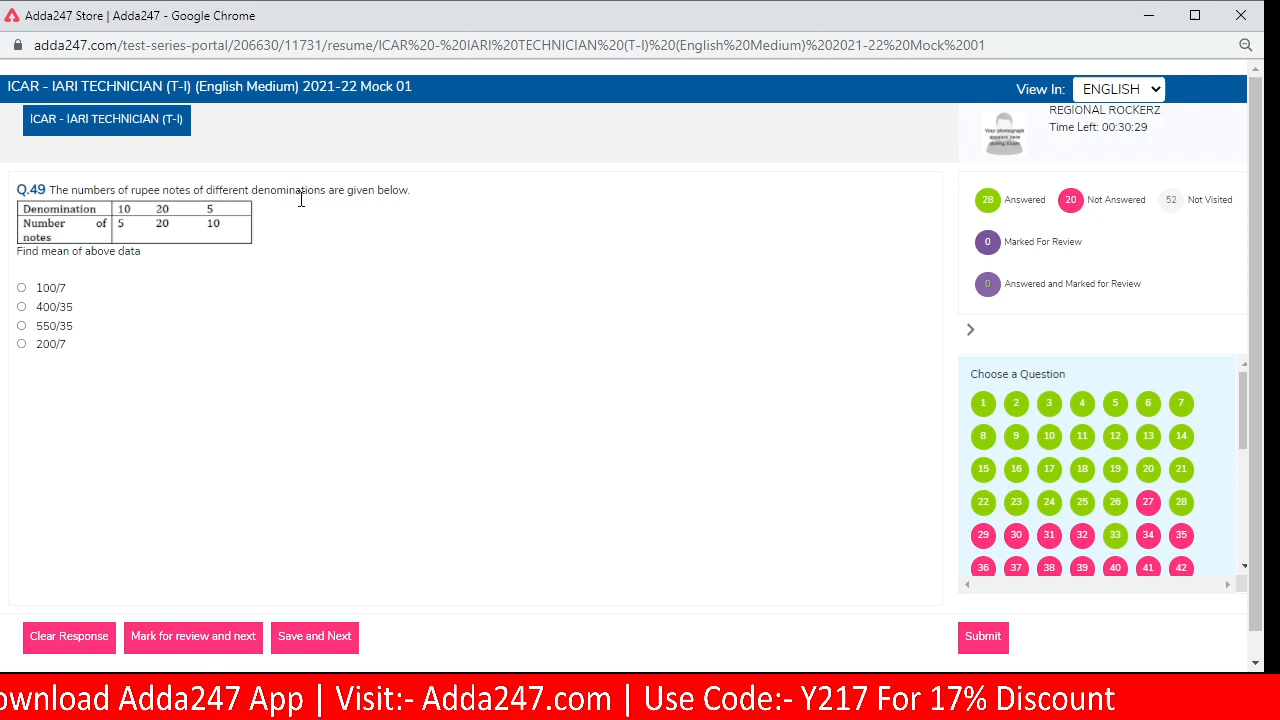 Adda247 Store | Adda247 - Google Chrome
adda247.com/test-series-portal/206630/11731/resume/ICAR%20-%20IARI%20TECHNICIAN%20(T-I)%20(English%20Medium)%202021-22%20Mock%2001
ICAR - IARI TECHNICIAN (T-I) (English Medium) 2021-22 Mock 01
View In: ENGLISH
ICAR - IARI TECHNICIAN (T-I)
REGIONAL ROCKERZ
Your photograph appears here during Exam
Time Left: 00:30:29
Q.49 The numbers of rupee notes of different denominations are given below.
Denomination 10 20 5
Number of 5 20 10
notes
Find mean of above data
100/7
400/35
550/35
200/7
28 Answered 20 Not Answered 52 Not Visited
0 Marked For Review
0 Answered and Marked for Review
Choose a Question
1 2 3 4 5 6 7
8 9 10 11 12 13 14
15 16 17 18 19 20 21
22 23 24 25 26 27 28
29 30 31 32 33 34 35
36 37 38 39 40 41 42
Clear Response Mark for review and next Save and Next Submit
ownload Adda247 App | Visit:- Adda247.com | Use Code:- Y217 For 17% Discount